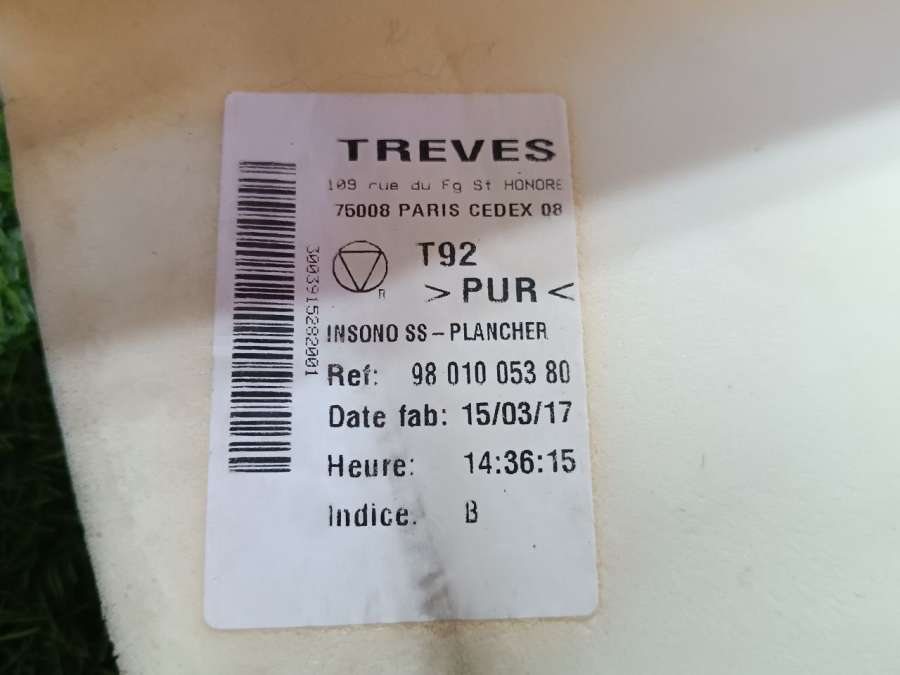 TREVES
109 rue du Fg St HONORE
75008 PARIS CEDEX 08
T92
R
>PUR<
INSONO SS-PLANCHER
Ref: 98 010 053 80
Date fab: 15/03/17
Heure: 14:36:15
Indice: B
3003915282001